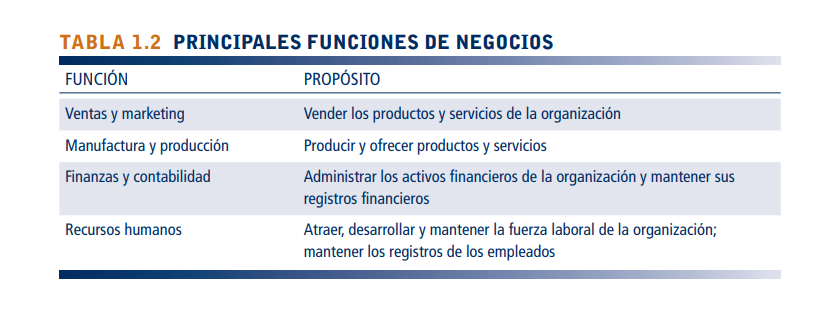 TABLA 1.2 PRINCIPALES FUNCIONES DE NEGOCIOS
FUNCIÓN PROPÓSITO
Ventas y marketing Vender los productos y servicios de la organización
Manufactura y producción Producir y ofrecer productos y servicios
Finanzas y contabilidad Administrar los activos financieros de la organización y mantener sus
registros financieros
Recursos humanos Atraer, desarrollar y mantener la fuerza laboral de la organización;
mantener los registros de los empleados